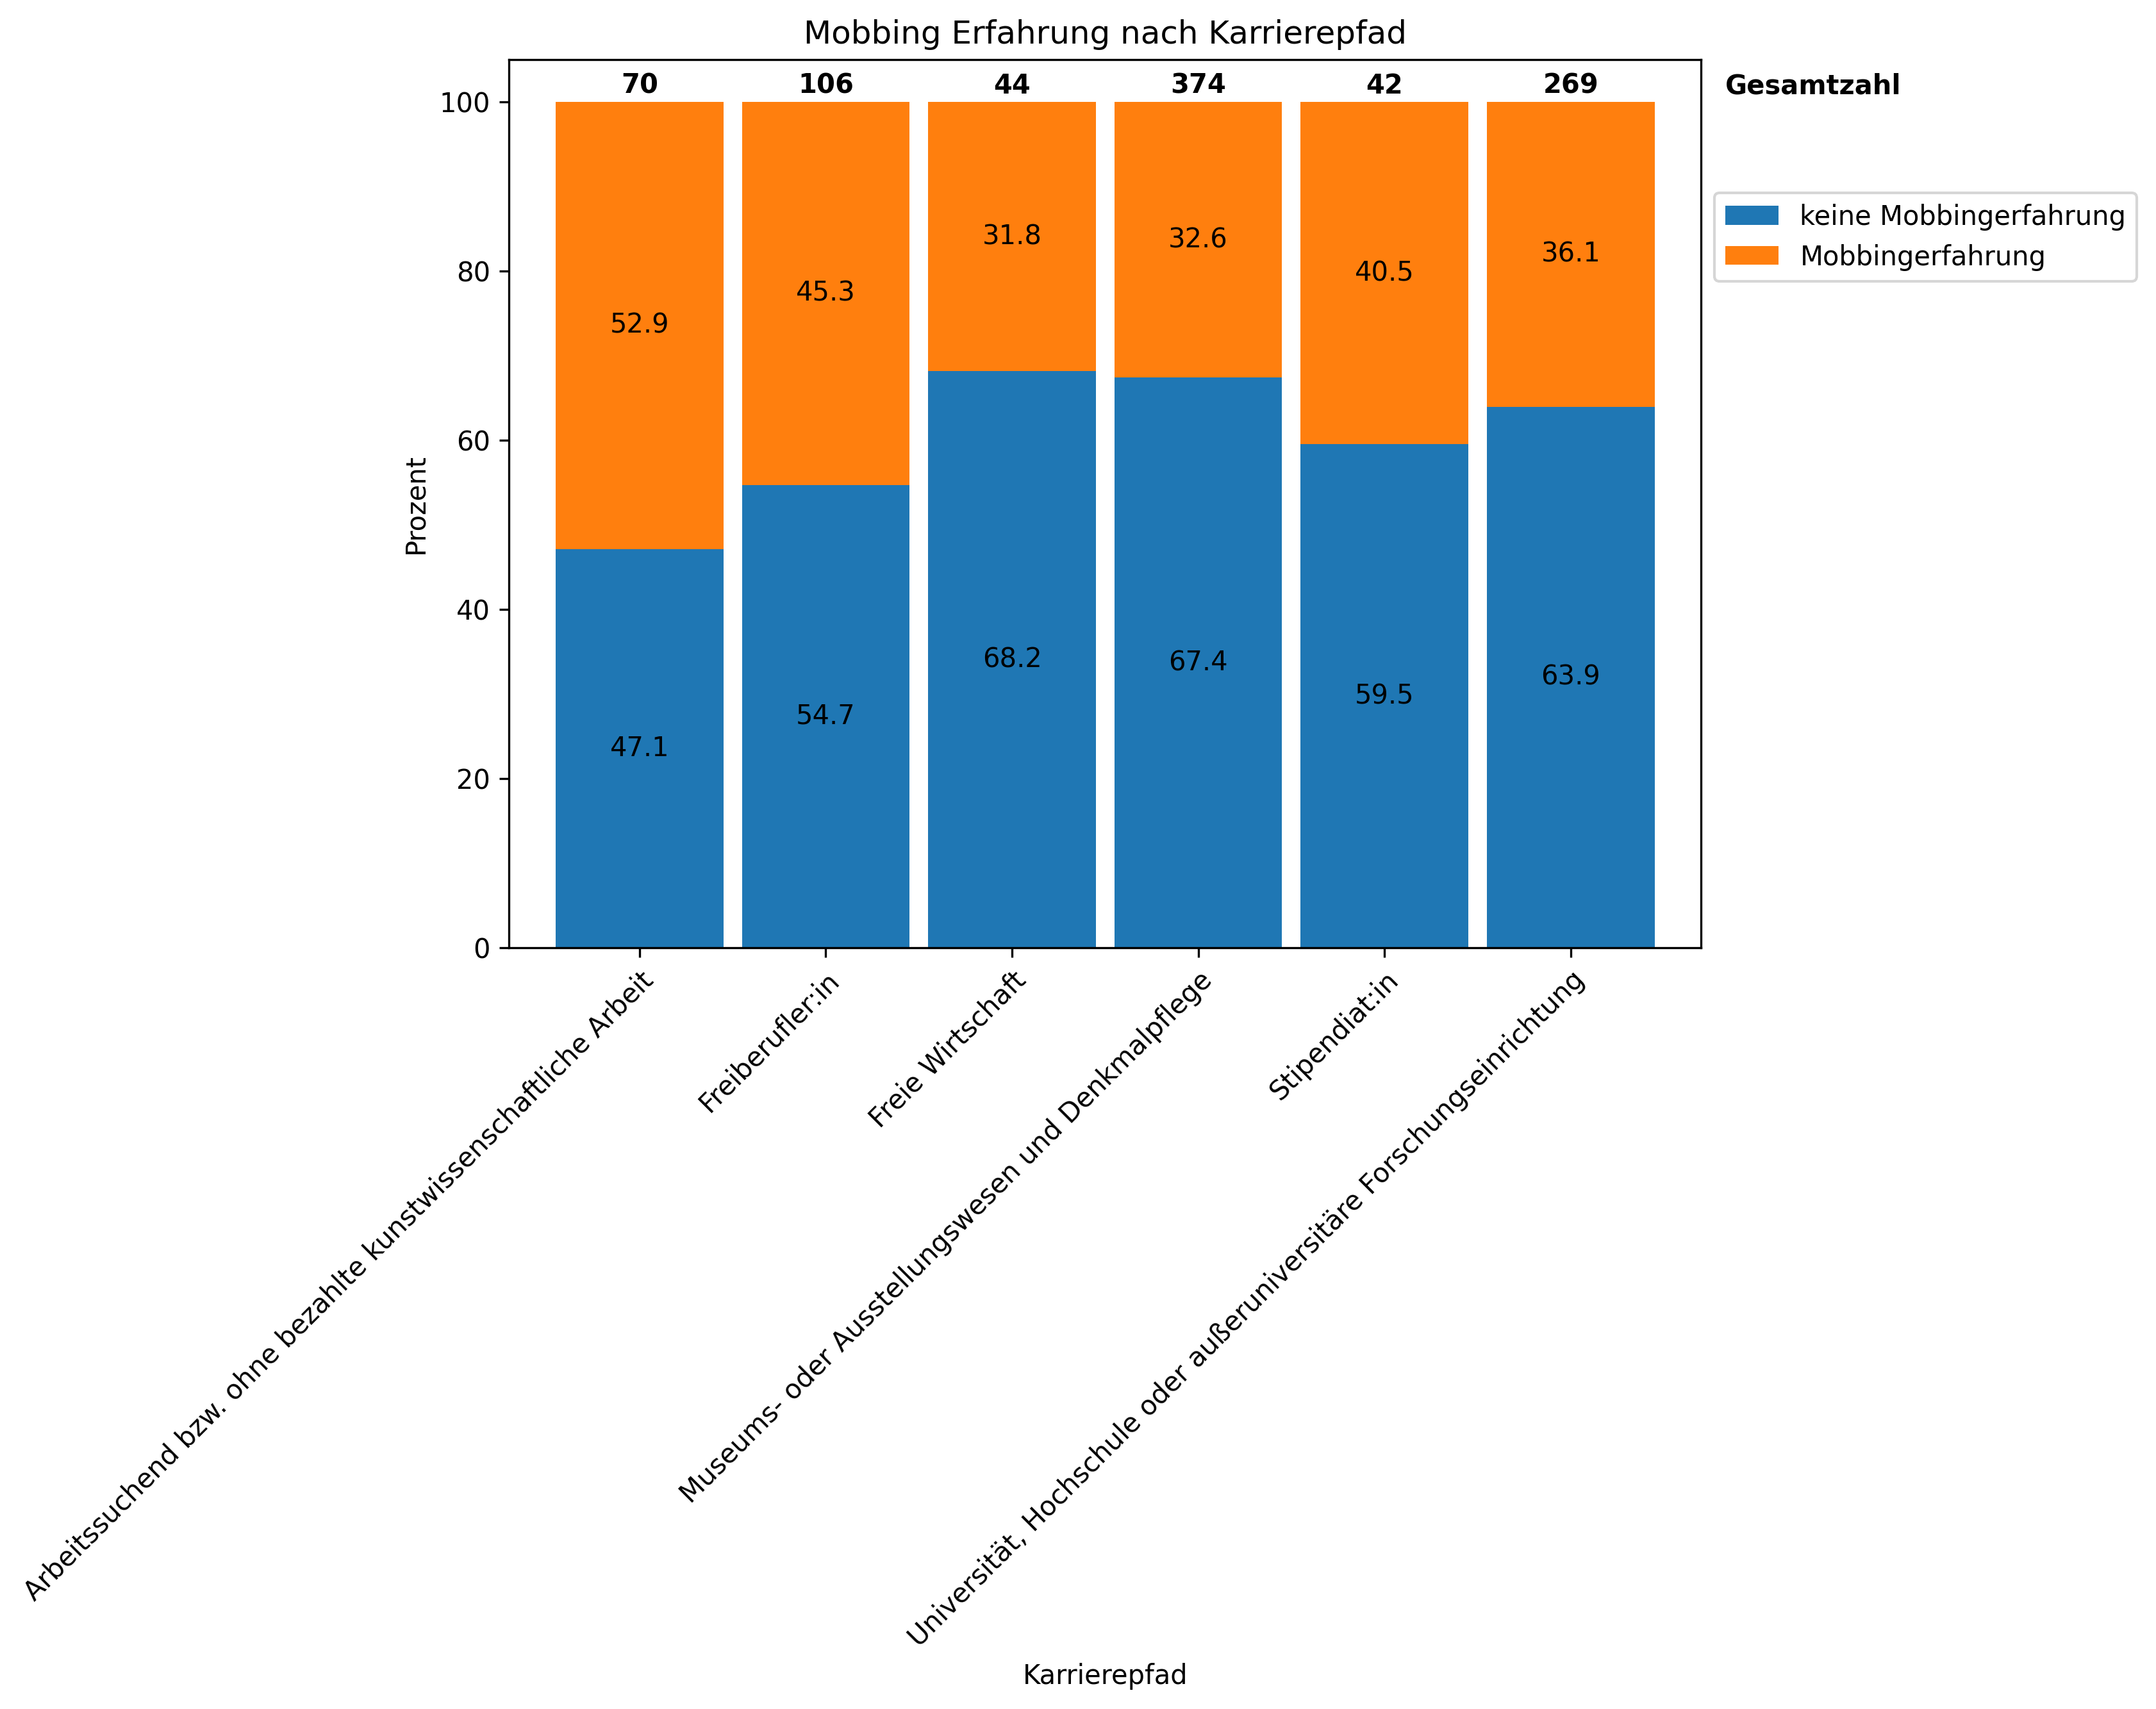 Mobbing Erfahrung nach Karrierepfad
70 106 44 374 42 269 Gesamtzahl
100
80
60
40
20
0
Prozent
keine Mobbingerfahrung
Mobbingerfahrung
52.9 45.3 31.8 32.6 40.5 36.1
47.1 54.7 68.2 67.4 59.5 63.9
Arbeitssuchend bzw. ohne bezahlte kunstwissenschaftliche Arbeit
Freiberufler:in
Freie Wirtschaft
Museums- oder Ausstellungswesen und Denkmalpflege
Stipendiat:in
Universität, Hochschule oder außeruniversitäre Forschungseinrichtung
Karrierepfad